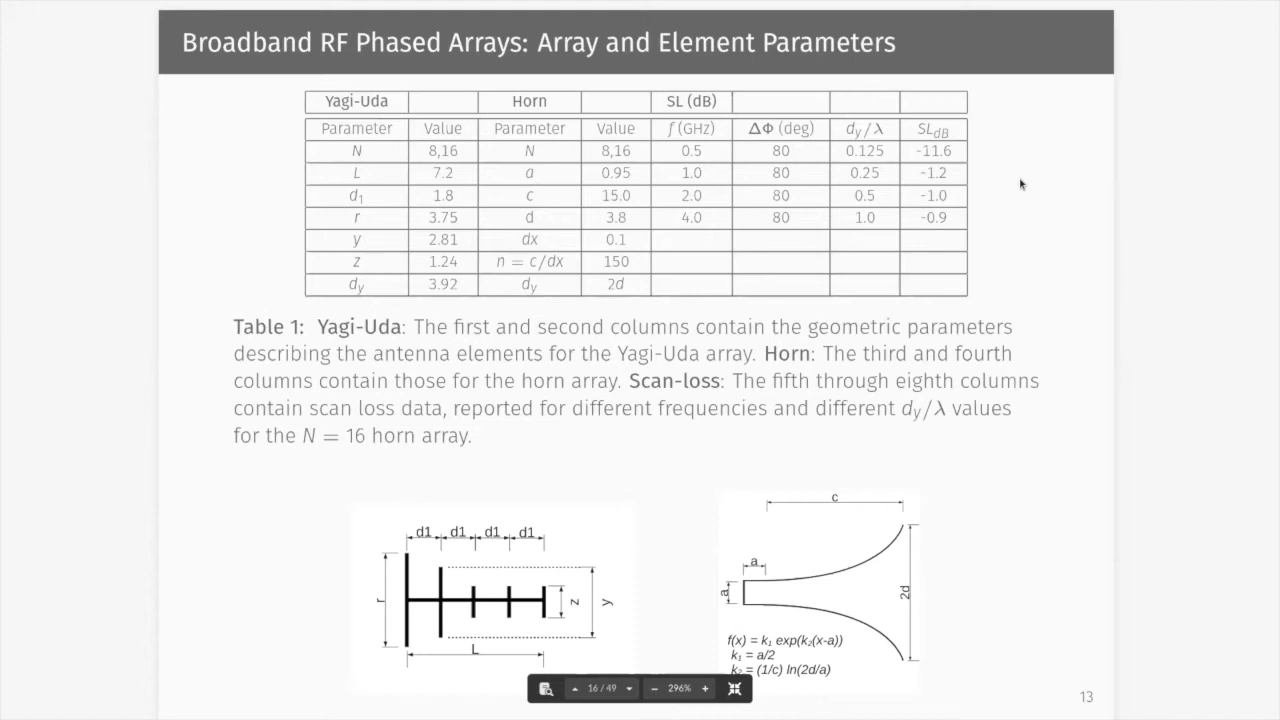 Broadband RF Phased Arrays: Array and Element Parameters
Yagi-Uda Horn SL (dB)
Parameter Value Parameter Value f (GHz) ΔΦ (deg) dy/λ SLdB
N 8,16 N 8,16 0.5 80 0.125 -11.6
L 7.2 a 0.95 1.0 80 0.25 -1.2
d1 1.8 c 15.0 2.0 80 0.5 -1.0
r 3.75 d 3.8 4.0 80 1.0 -0.9
y 2.81 dx 0.1
z 1.24 n = c/dx 150
dy 3.92 dy 2d
Table 1: Yagi-Uda: The first and second columns contain the geometric parameters
describing the antenna elements for the Yagi-Uda array. Horn: The third and fourth
columns contain those for the horn array. Scan-loss: The fifth through eighth columns
contain scan loss data, reported for different frequencies and different dy/λ values
for the N = 16 horn array.
d1 d1 d1 d1
r
z
y
L
c
a
a
2d
f(x) = k₁ exp(k₂(x-a))
k₁ = a/2
k₂ = (1/c) ln(2d/a)
16 / 49 − 296% +
13